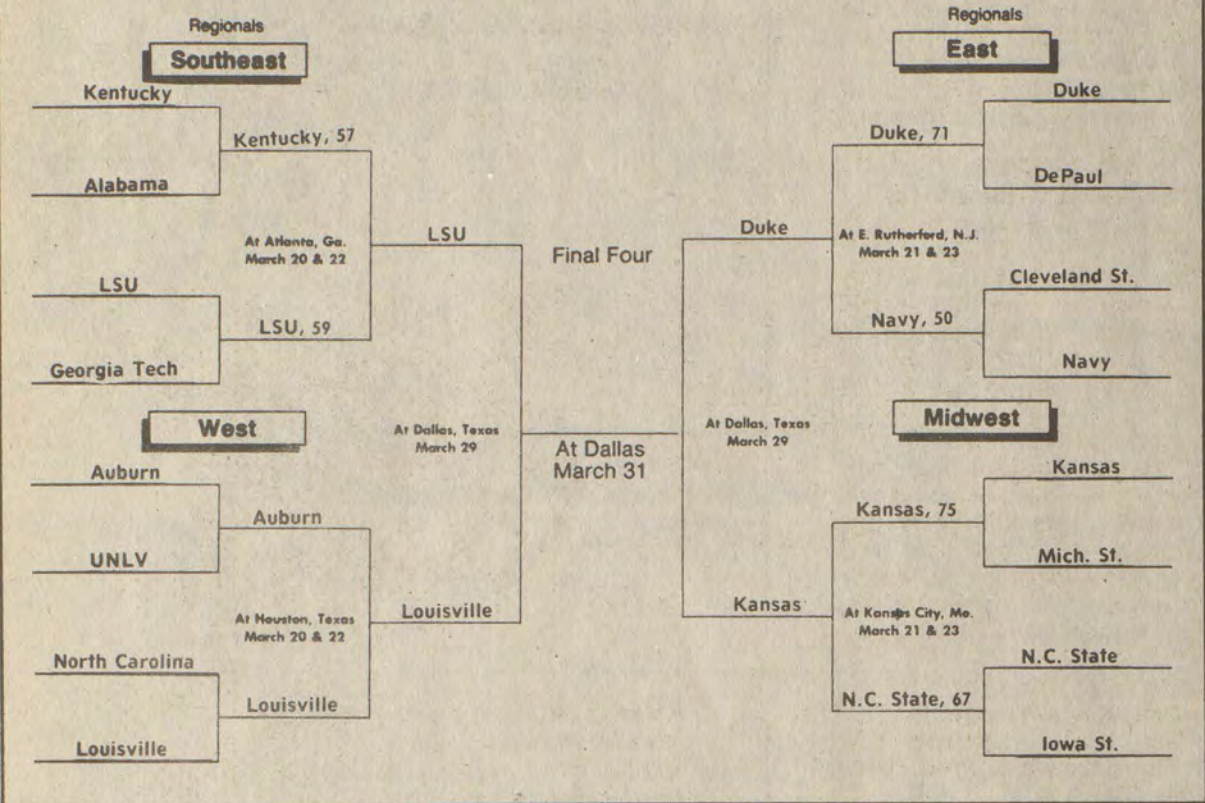 Regionals
Southeast
Kentucky
Kentucky, 57
Alabama
At Atlanta, Ga.
March 20 & 22
LSU
LSU
LSU, 59
Georgia Tech
West
Auburn
Auburn
UNLV
At Houston, Texas
March 20 & 22
Louisville
North Carolina
Louisville
Louisville
At Dallas, Texas
March 29
Final Four
At Dallas
March 31
At Dallas, Texas
March 29
Regionals
East
Duke
Duke, 71
DePaul
Duke
At E. Rutherford, N.J.
March 21 & 23
Cleveland St.
Navy, 50
Navy
Midwest
Kansas
Kansas, 75
Mich. St.
Kansas
At Kansas City, Mo.
March 21 & 23
N.C. State
N.C. State, 67
Iowa St.